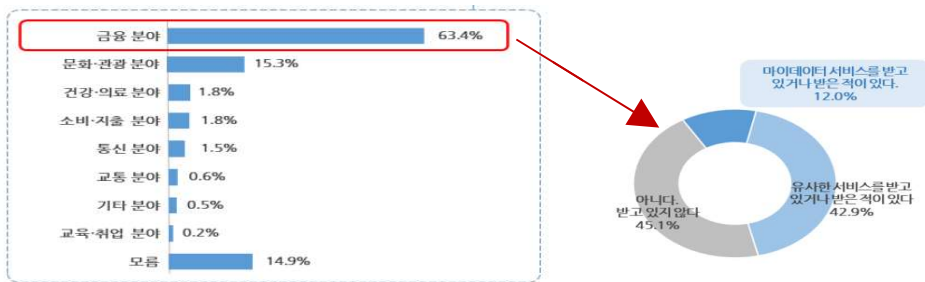 금융 분야 63.4%
문화·관광 분야 15.3%
건강·의료 분야 1.8%
소비·지출 분야 1.8%
통신 분야 1.5%
교통 분야 0.6%
기타 분야 0.5%
교육·취업 분야 0.2%
모름 14.9%
마이데이터 서비스를 받고
있거나 받은 적이 있다.
12.0%
유사한 서비스를 받고
있거나 받은 적이 있다
42.9%
아니다.
받고 있지 않다
45.1%